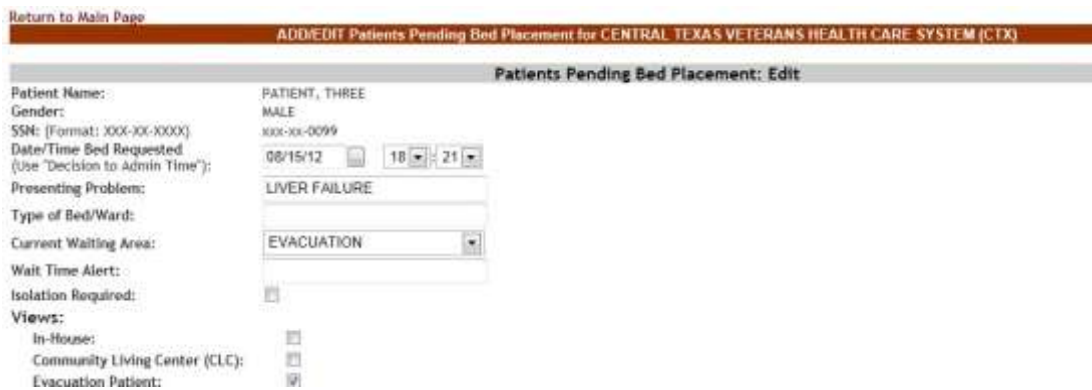 Return to Main Page
ADD/EDIT Patients Pending Bed Placement for CENTRAL TEXAS VETERANS HEALTH CARE SYSTEM (CTX)
Patients Pending Bed Placement: Edit
Patient Name: PATIENT, THREE
Gender: MALE
SSN: (Format: XXX-XX-XXXX) xxx-xx-0099
Date/Time Bed Requested
(Use "Decision to Admin Time"): 08/15/12 18 : 21
Presenting Problem: LIVER FAILURE
Type of Bed/Ward:
Current Waiting Area: EVACUATION
Wait Time Alert:
Isolation Required:
Views:
In-House:
Community Living Center (CLC):
Evacuation Patient: